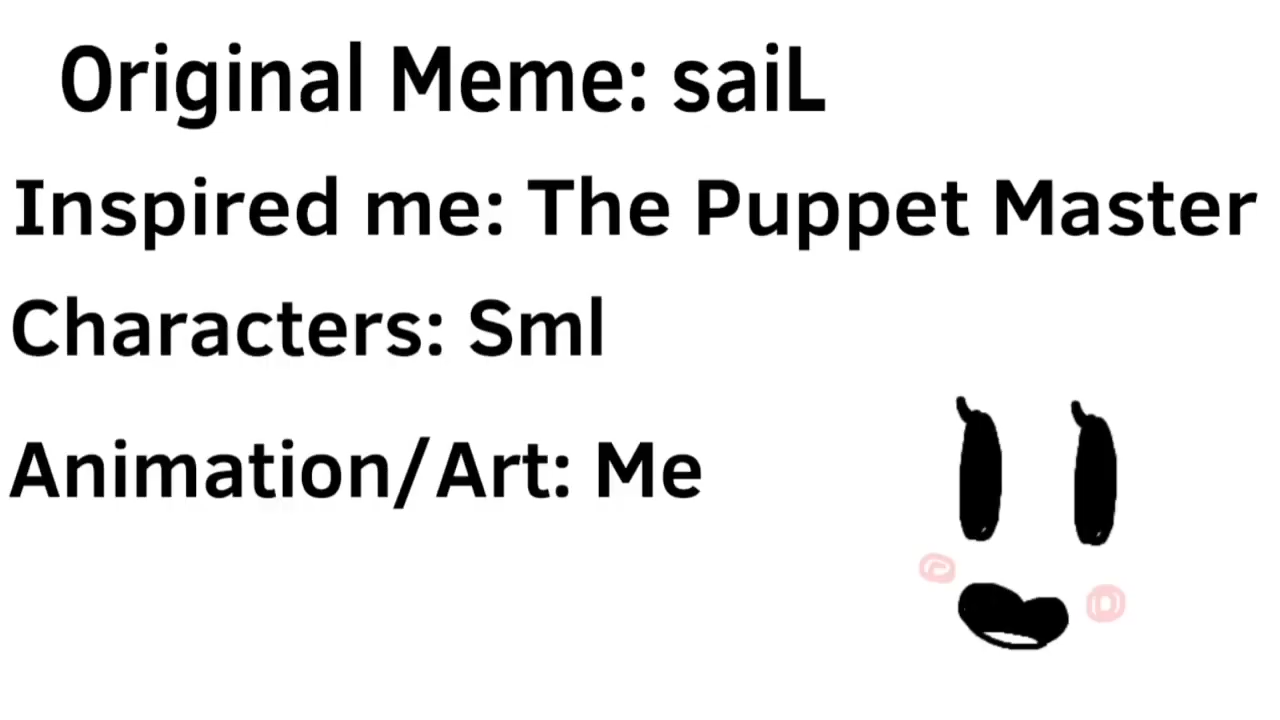 Original Meme: saiL
Inspired me: The Puppet Master
Characters: Sml
Animation/Art: Me